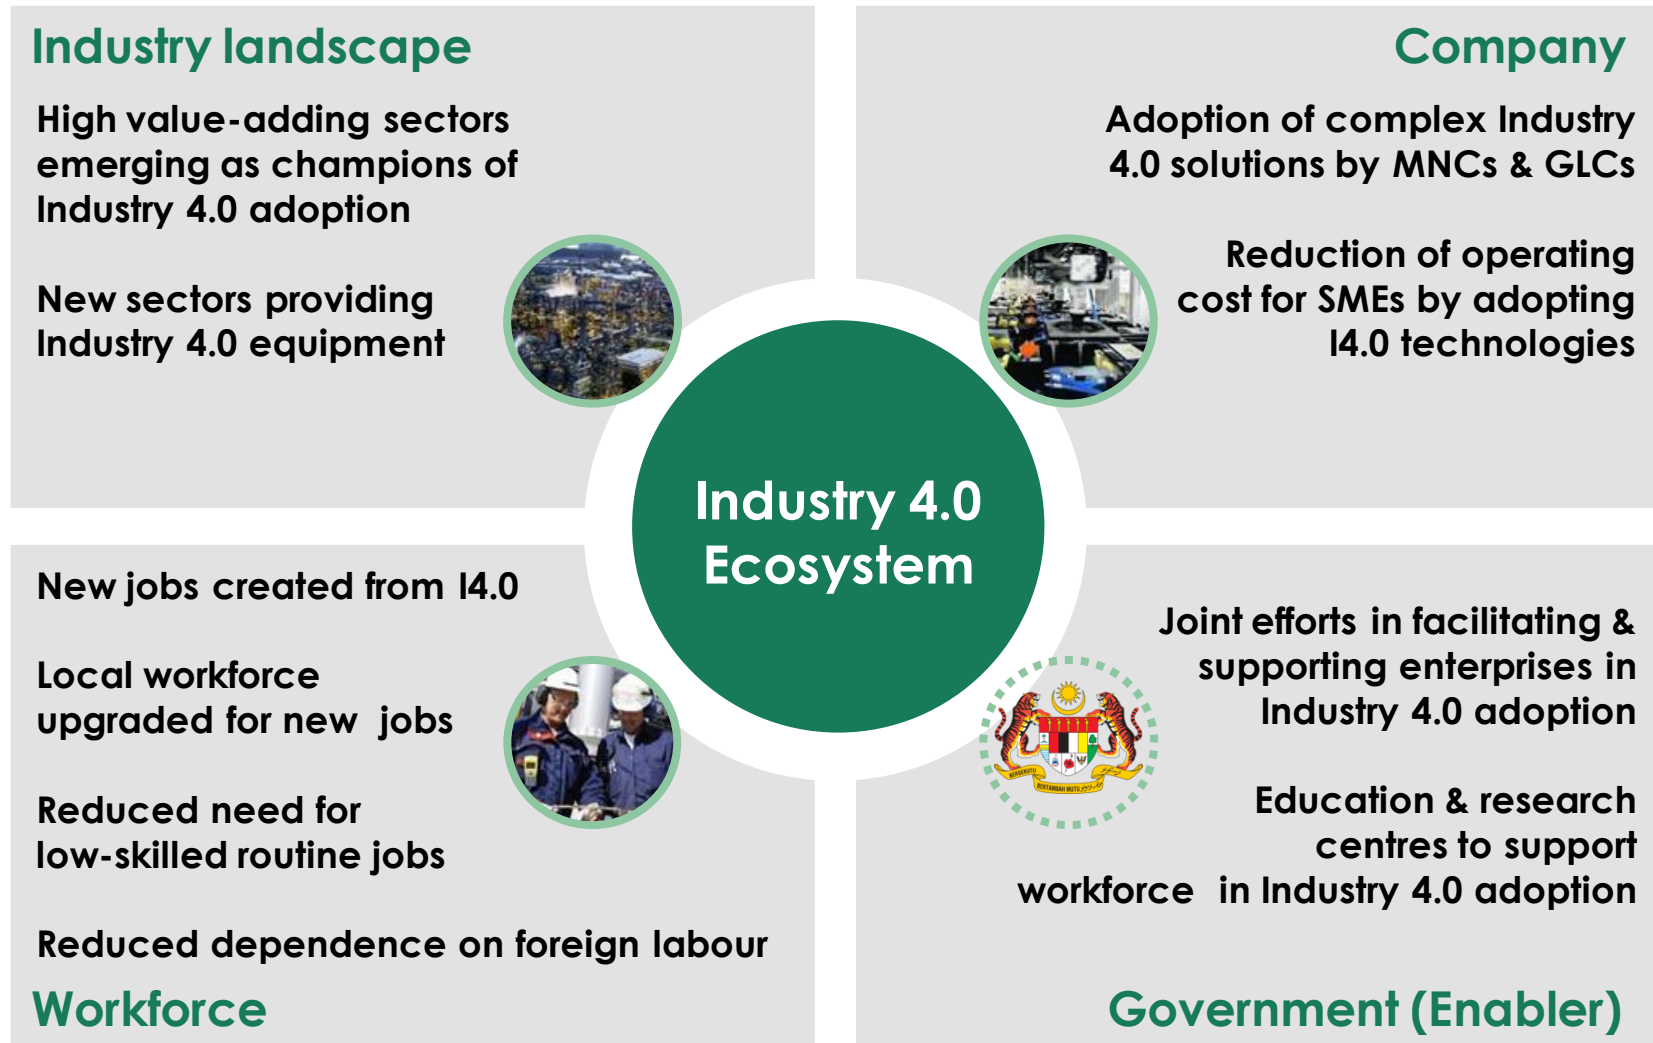 Industry landscape
High value-adding sectors
emerging as champions of
Industry 4.0 adoption
New sectors providing
Industry 4.0 equipment
Company
Adoption of complex Industry
4.0 solutions by MNCs & GLCs
Reduction of operating
cost for SMEs by adopting
I4.0 technologies
Industry 4.0
Ecosystem
New jobs created from I4.0
Local workforce
upgraded for new jobs
Reduced need for
low-skilled routine jobs
Reduced dependence on foreign labour
Workforce
Joint efforts in facilitating &
supporting enterprises in
Industry 4.0 adoption
BERSEKUTU
BERTAMBAH MUTU
Education & research
centres to support
workforce in Industry 4.0 adoption
Government (Enabler)